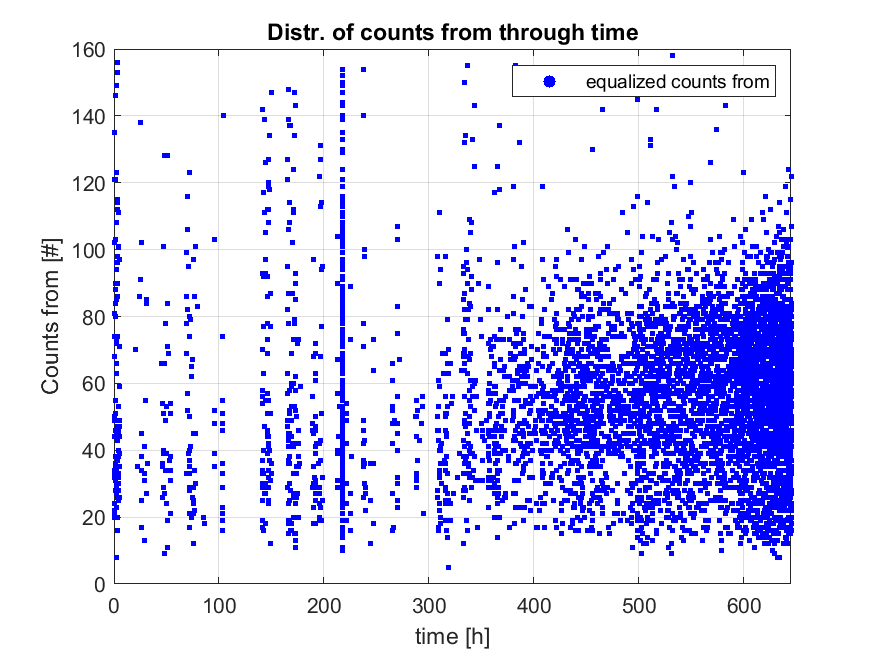 Distr. of counts from through time
equalized counts from
Counts from [#]
160
140
120
100
80
60
40
20
0
0 100 200 300 400 500 600
time [h]